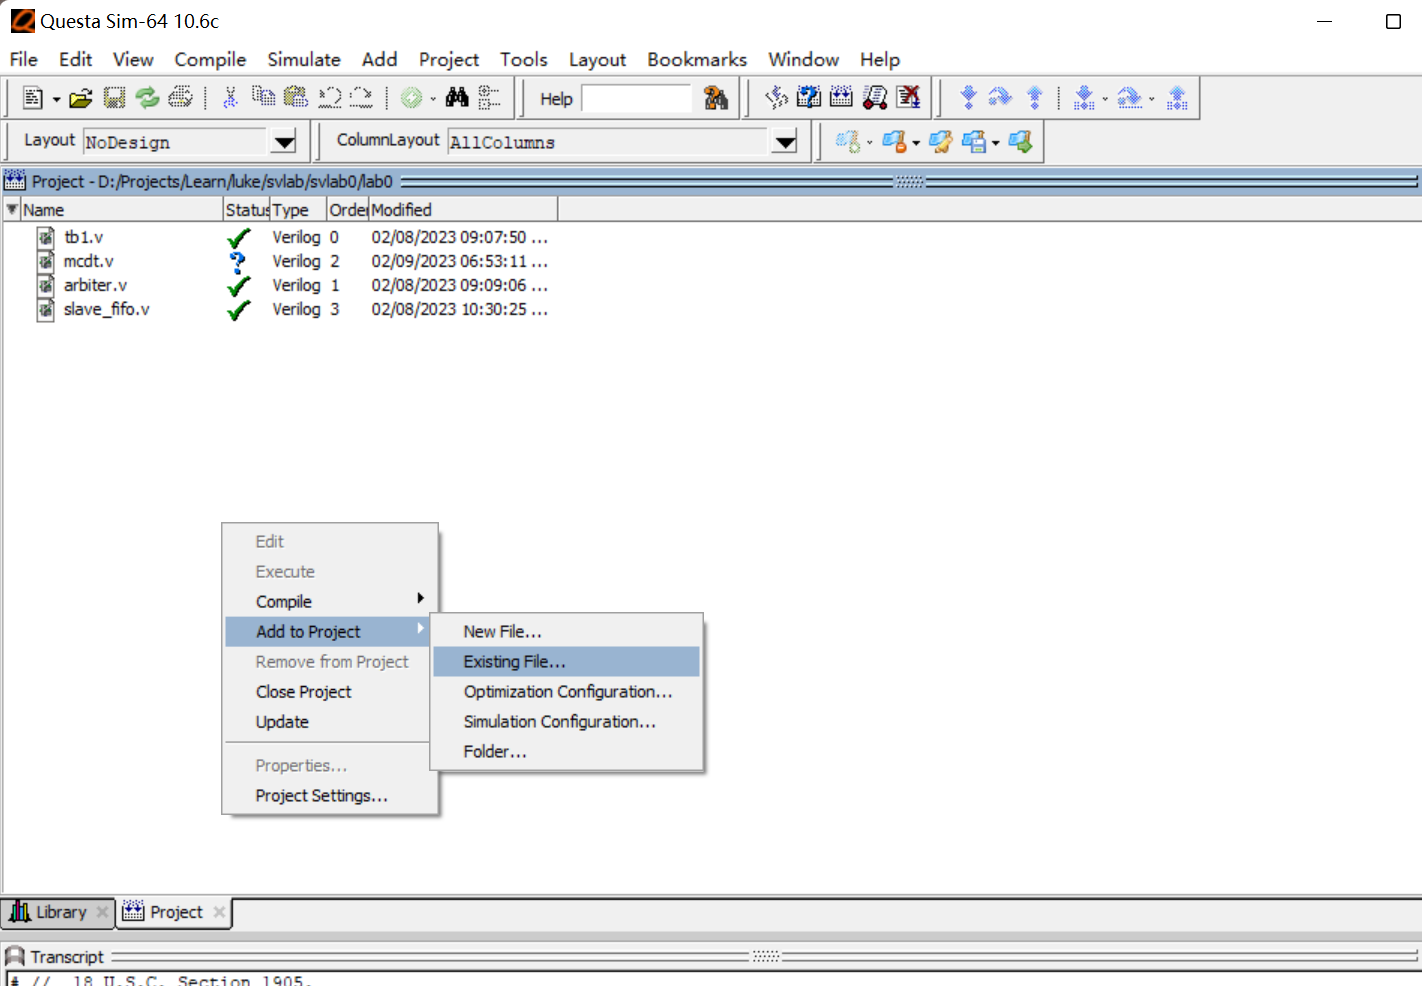 Questa Sim-64 10.6c
File Edit View Compile Simulate Add Project Tools Layout Bookmarks Window Help
Help
Layout NoDesign ColumnLayout AllColumns
Project - D:/Projects/Learn/luke/svlab/svlab0/lab0
Name Status Type Order Modified
tb1.v Verilog 0 02/08/2023 09:07:50 ...
mcdt.v ? Verilog 2 02/09/2023 06:53:11 ...
arbiter.v Verilog 1 02/08/2023 09:09:06 ...
slave_fifo.v Verilog 3 02/08/2023 10:30:25 ...
Edit
Execute
Compile
Add to Project
Remove from Project
Close Project
Update
Properties...
Project Settings...
New File...
Existing File...
Optimization Configuration...
Simulation Configuration...
Folder...
Library Project
Transcript
# // 18 U.S.C. Section 1905.